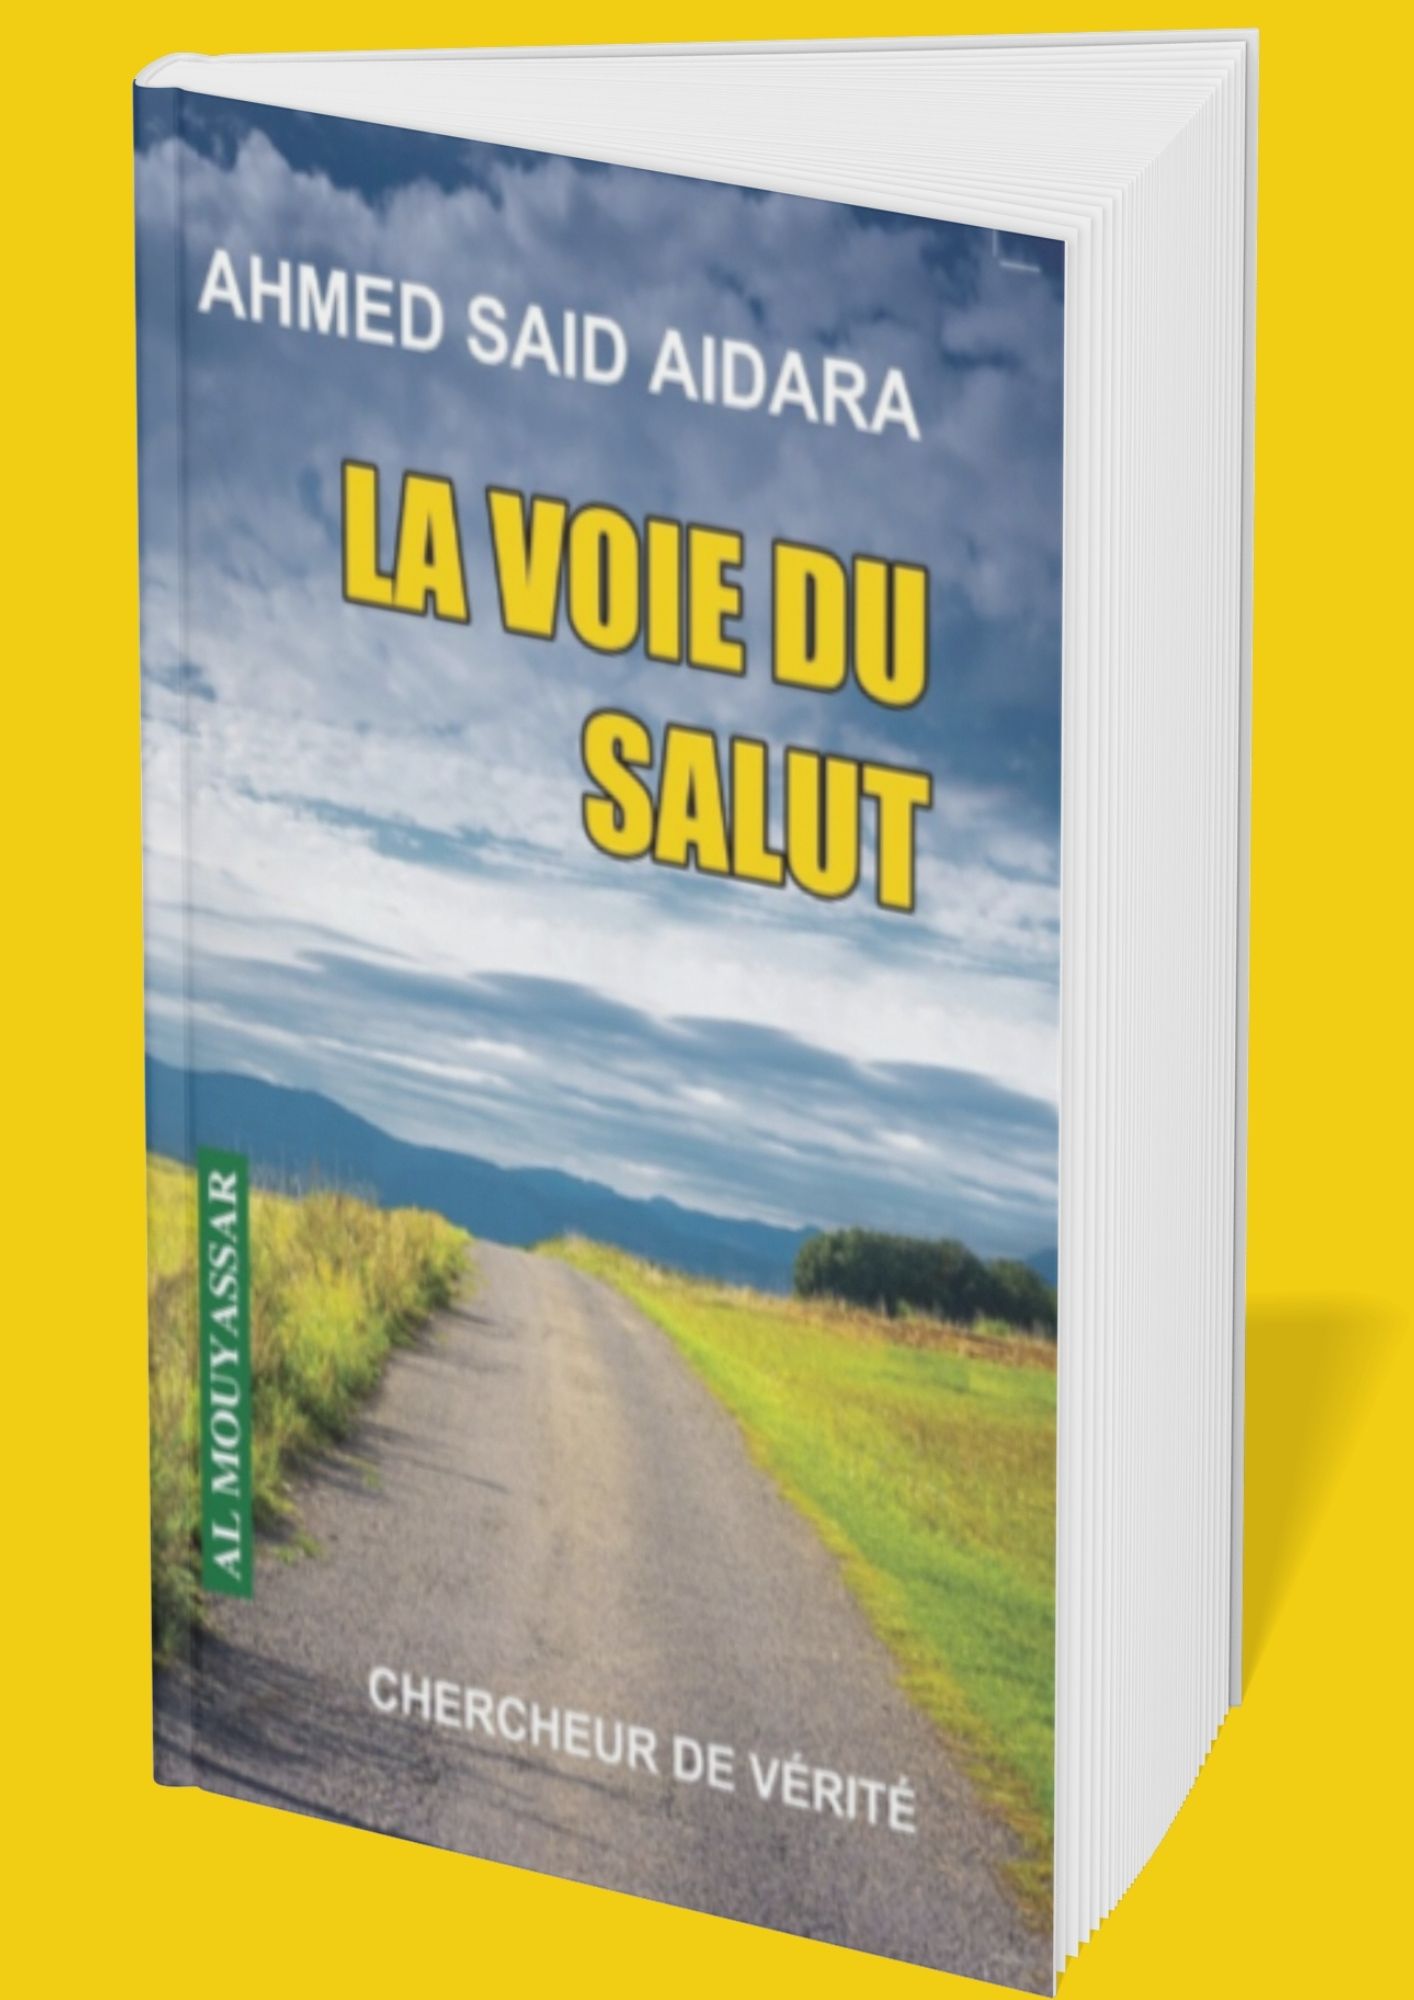 AHMED SAID AIDARA
LA VOIE DU
SALUT
AL MOUYASSAR
CHERCHEUR DE VÉRITÉ